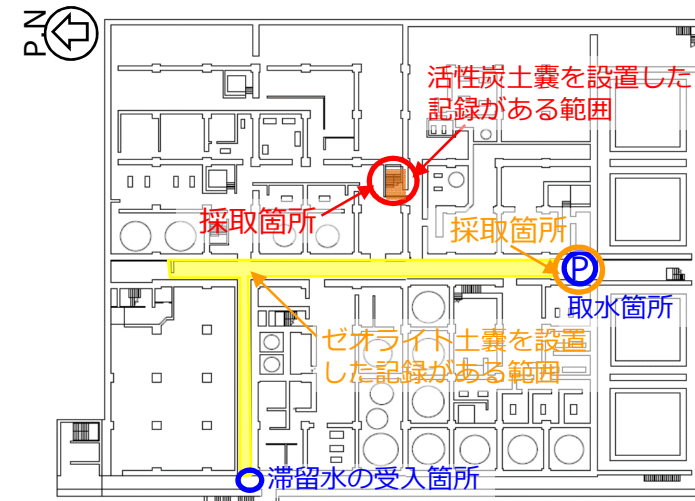 P.N
活性炭土嚢を設置した
記録がある範囲
採取箇所
採取箇所
P
取水箇所
ゼオライト土嚢を設置
した記録がある範囲
滞留水の受入箇所